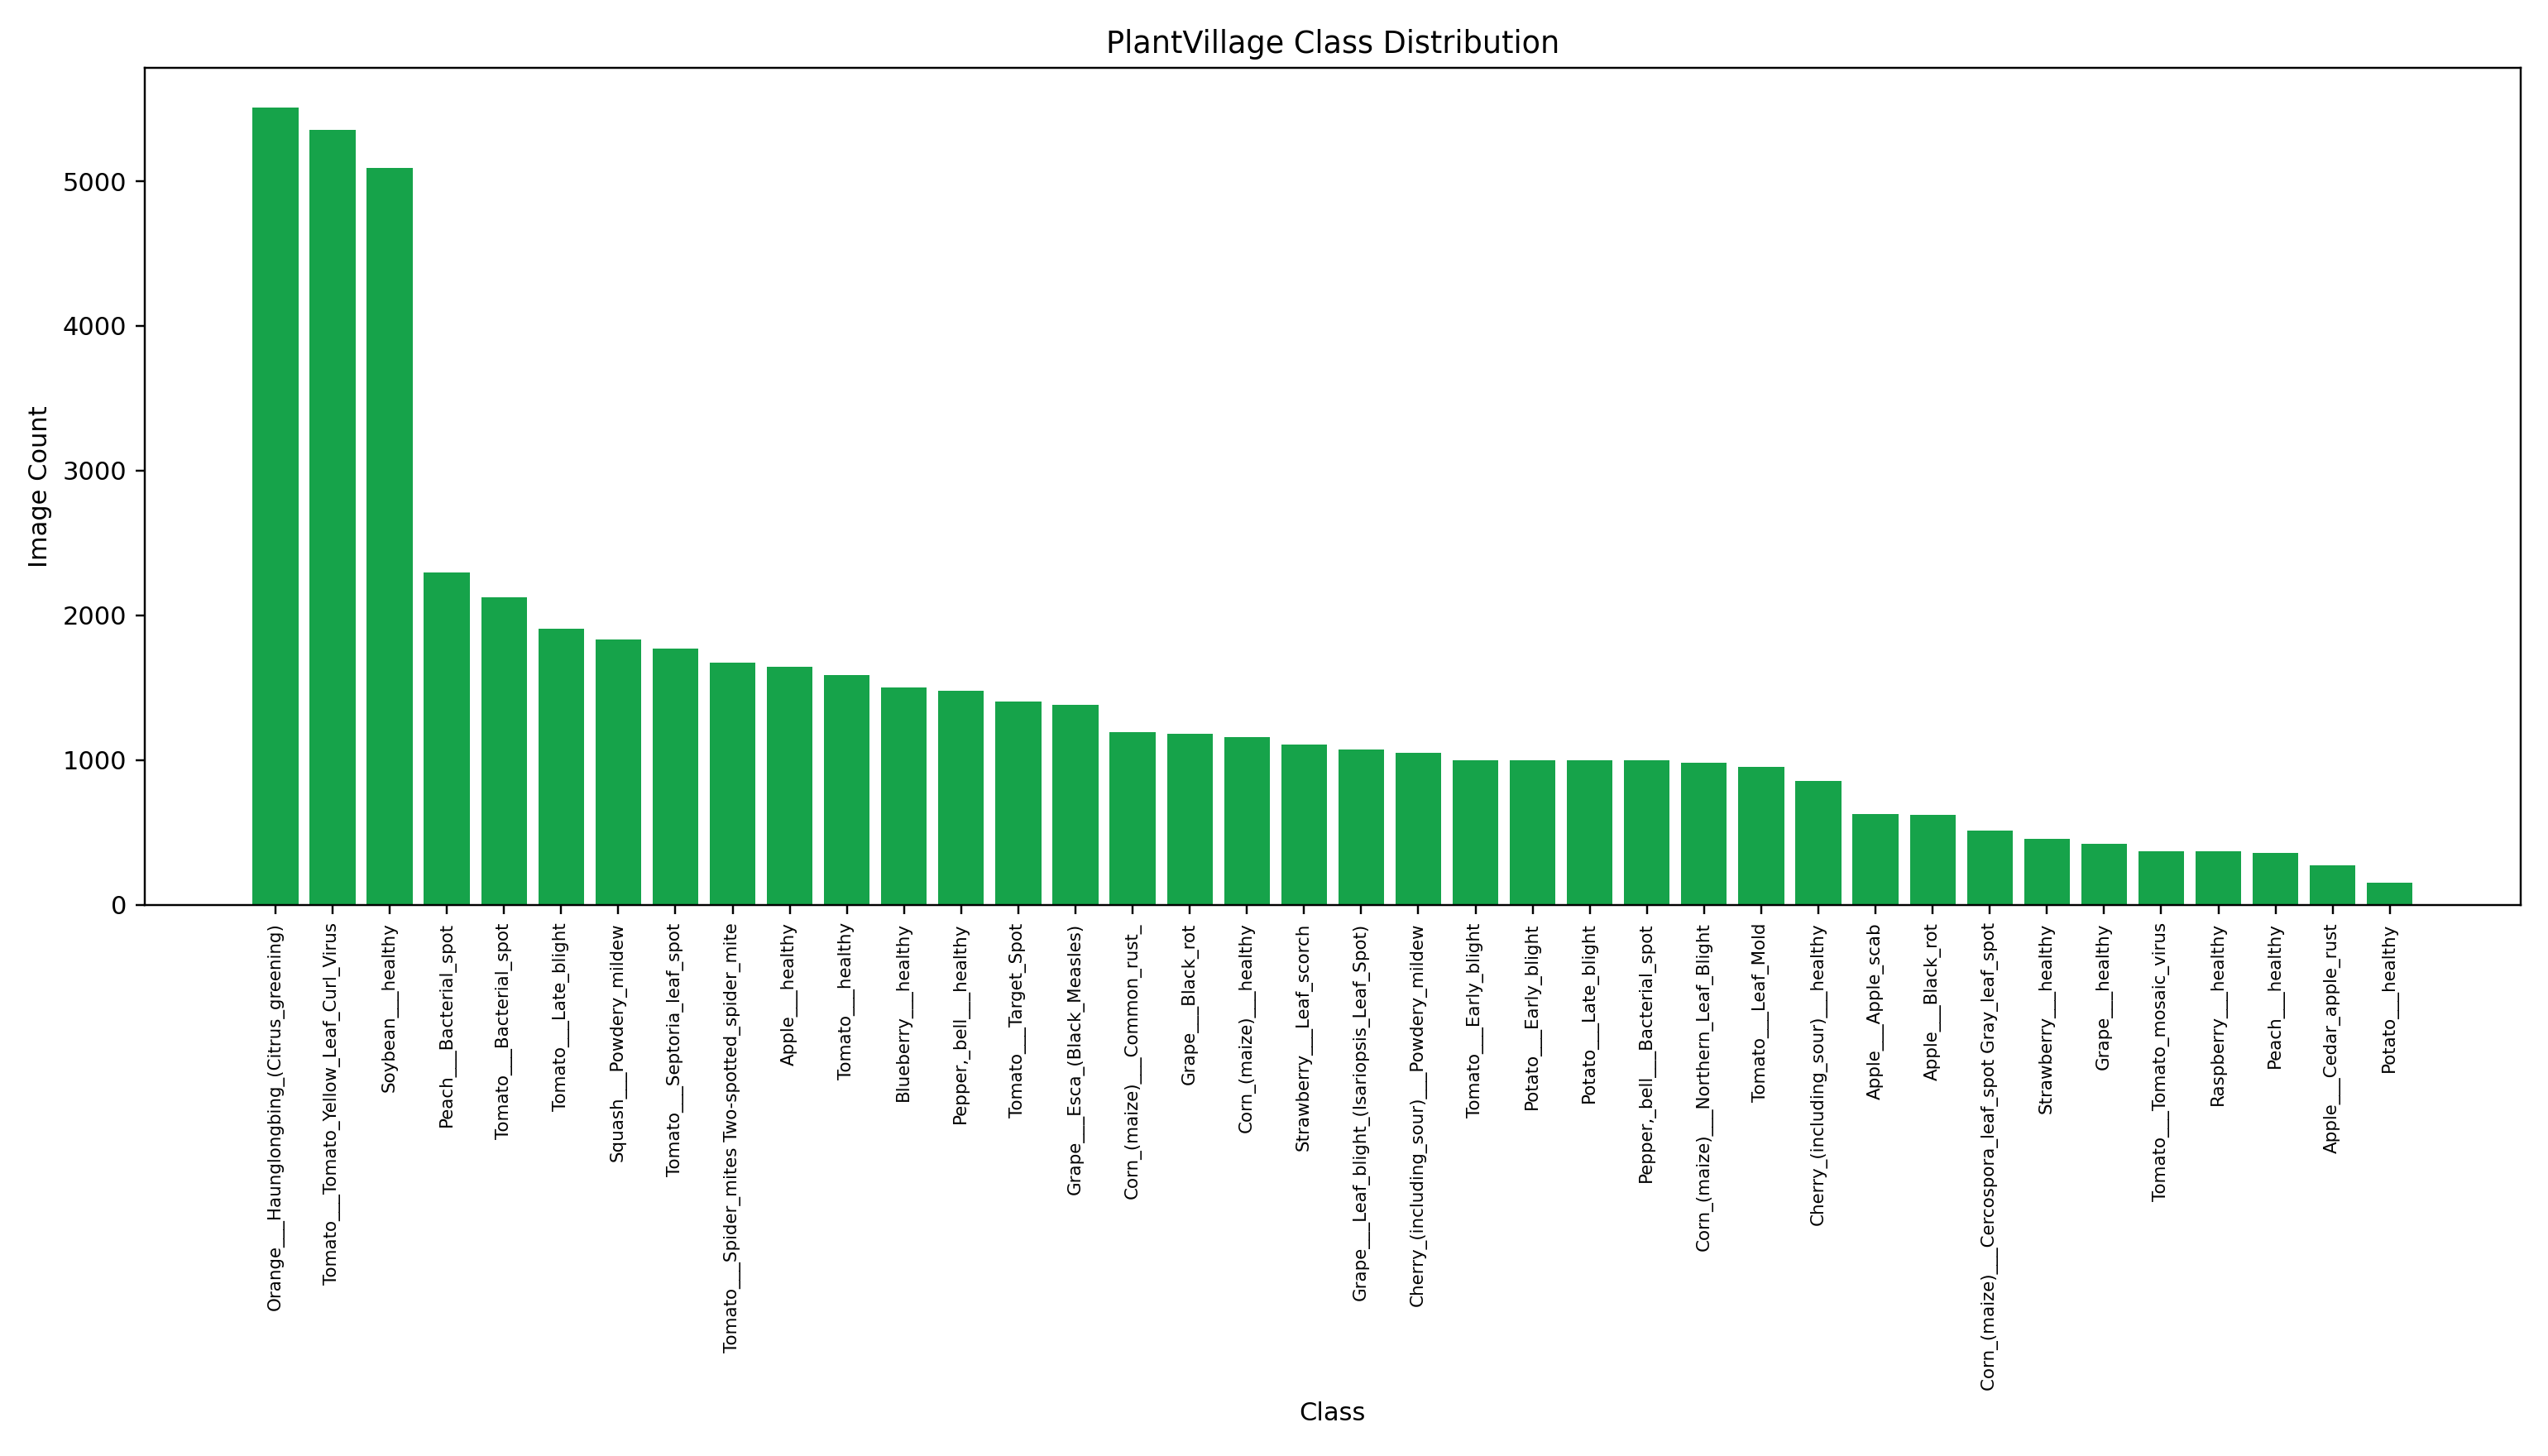 PlantVillage Class Distribution
Image Count
5000
4000
3000
2000
1000
0
Orange___Haunglongbing_(Citrus_greening)
Tomato___Tomato_Yellow_Leaf_Curl_Virus
Soybean___healthy
Peach___Bacterial_spot
Tomato___Bacterial_spot
Tomato___Late_blight
Squash___Powdery_mildew
Tomato___Septoria_leaf_spot
Tomato___Spider_mites Two-spotted_spider_mite
Apple___healthy
Tomato___healthy
Blueberry___healthy
Pepper,_bell___healthy
Tomato___Target_Spot
Grape___Esca_(Black_Measles)
Corn_(maize)___Common_rust_
Grape___Black_rot
Corn_(maize)___healthy
Strawberry___Leaf_scorch
Grape___Leaf_blight_(Isariopsis_Leaf_Spot)
Cherry_(including_sour)___Powdery_mildew
Tomato___Early_blight
Potato___Early_blight
Potato___Late_blight
Pepper,_bell___Bacterial_spot
Corn_(maize)___Northern_Leaf_Blight
Tomato___Leaf_Mold
Cherry_(including_sour)___healthy
Apple___Apple_scab
Apple___Black_rot
Corn_(maize)___Cercospora_leaf_spot Gray_leaf_spot
Strawberry___healthy
Grape___healthy
Tomato___Tomato_mosaic_virus
Raspberry___healthy
Peach___healthy
Apple___Cedar_apple_rust
Potato___healthy
Class